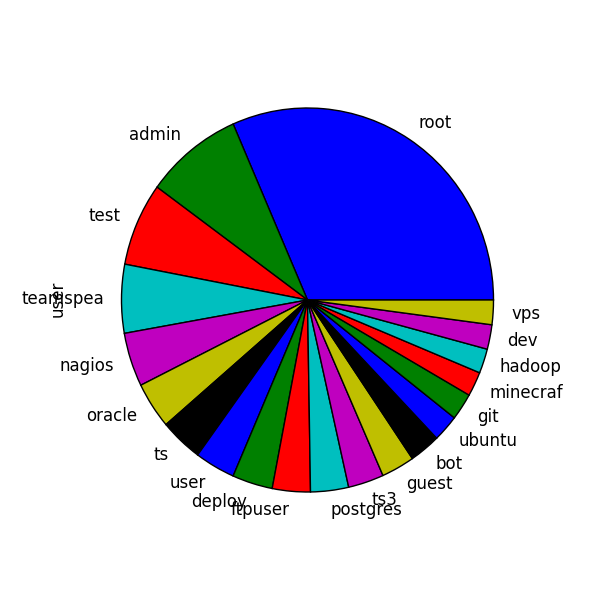 root
admin
test
teamspea
user
nagios
oracle
ts
user
deploy
ftpuser
postgres
ts3
guest
bot
ubuntu
git
minecraf
hadoop
dev
vps